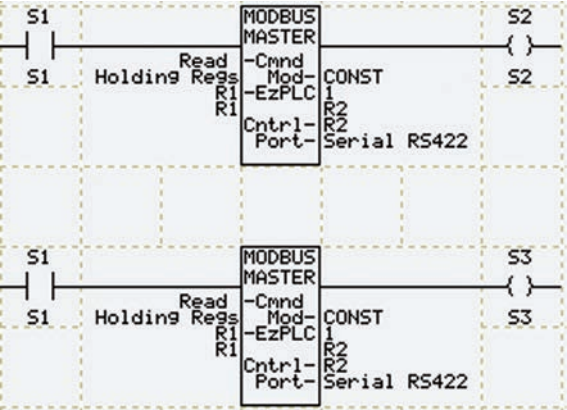 S1 MODBUS S2
MASTER
Read -Cmnd
S1 Holding Regs Mod- CONST S2
R1 -EzPLC 1
R1 R2
Cntrl- R2
Port- Serial RS422
S1 MODBUS S3
MASTER
Read -Cmnd
S1 Holding Regs Mod- CONST S3
R1 -EzPLC 1
R1 R2
Cntrl- R2
Port- Serial RS422